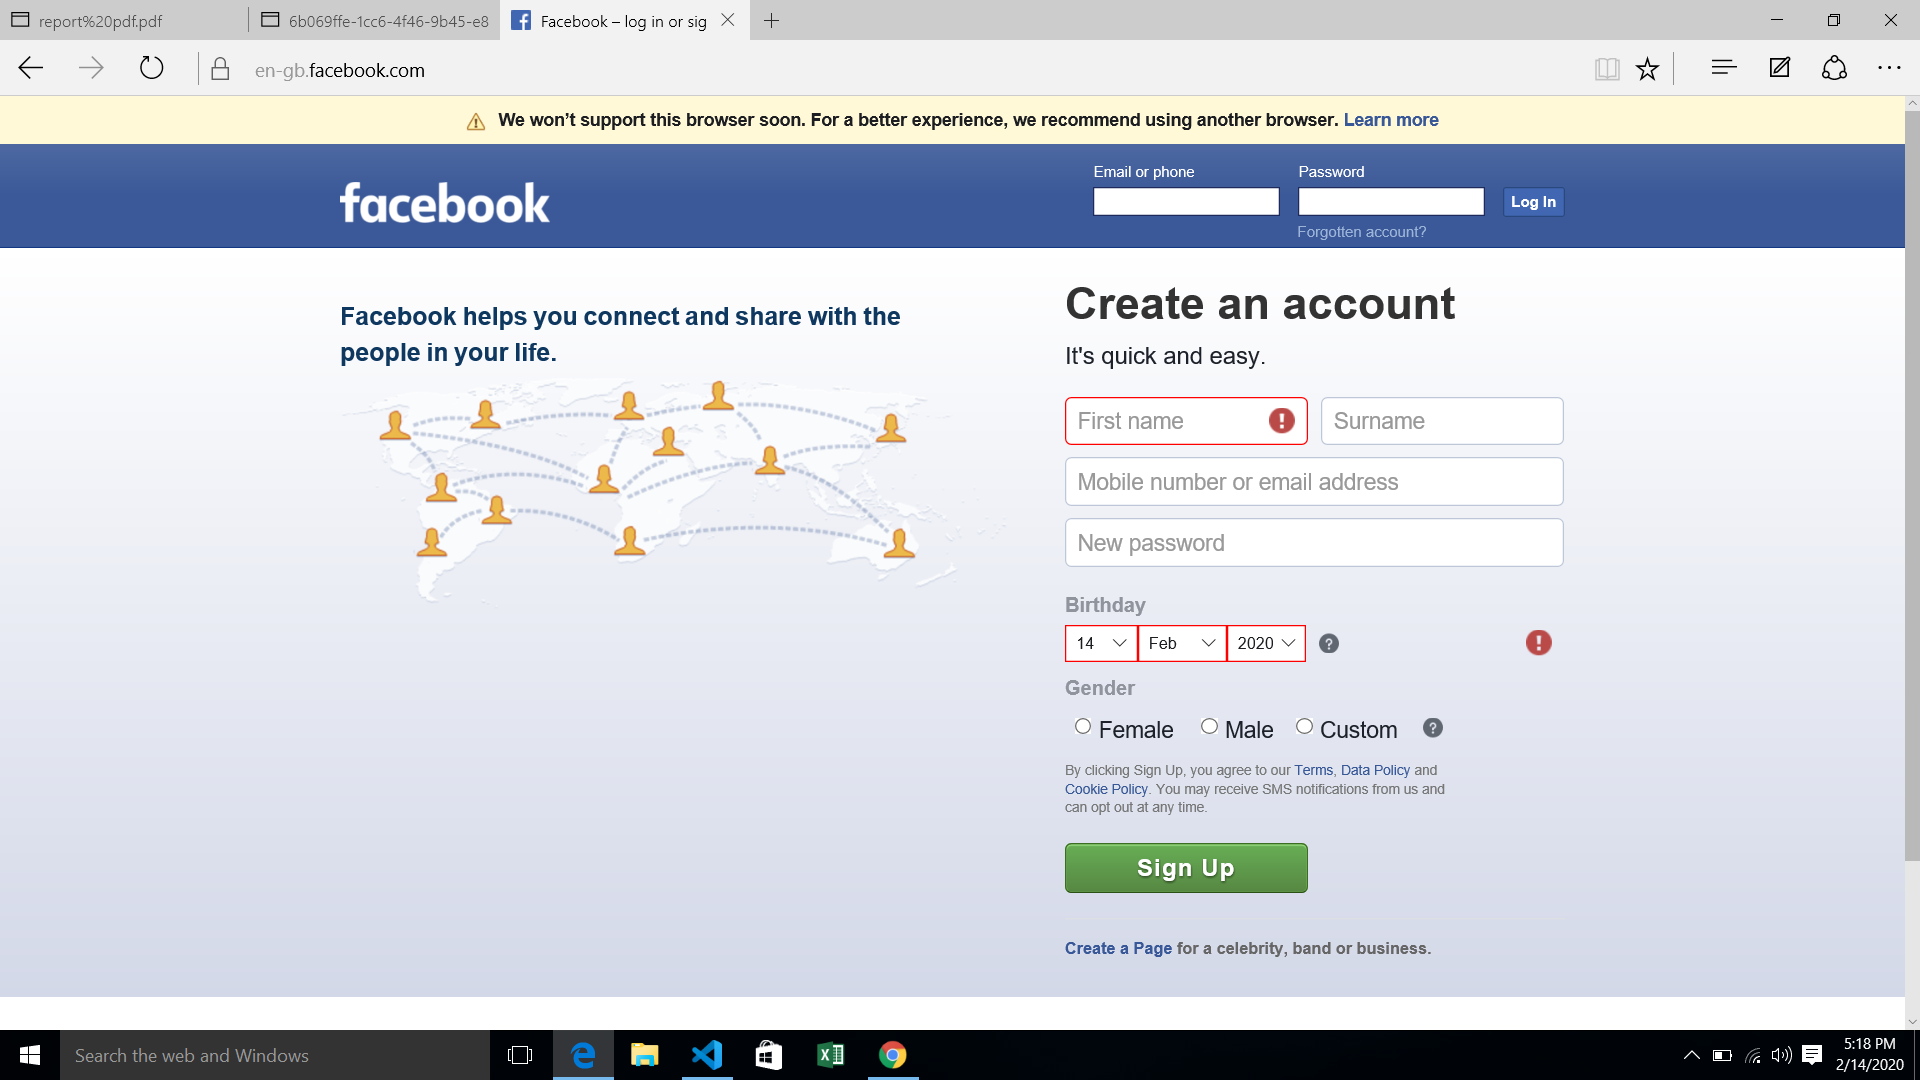 report%20pdf.pdf
6b069ffe-1cc6-4f46-9b45-e8
Facebook – log in or sig
en-gb.facebook.com
We won’t support this browser soon. For a better experience, we recommend using another browser. Learn more
facebook
Email or phone
Password
Log In
Forgotten account?
Facebook helps you connect and share with the
people in your life.
Create an account
It's quick and easy.
First name
Surname
Mobile number or email address
New password
Birthday
14 Feb 2020
Gender
Female Male Custom
By clicking Sign Up, you agree to our Terms, Data Policy and
Cookie Policy. You may receive SMS notifications from us and
can opt out at any time.
Sign Up
Create a Page for a celebrity, band or business.
Search the web and Windows
5:18 PM
2/14/2020